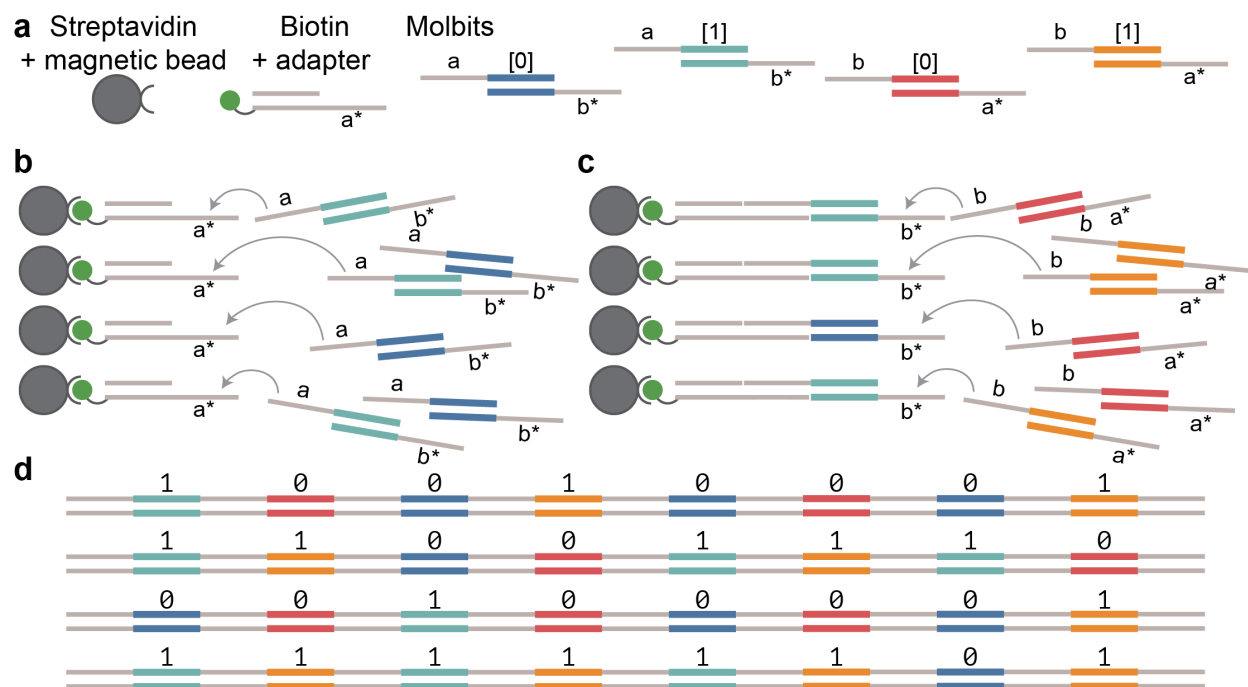 a Streptavidin + magnetic bead
Biotin + adapter
Molbits
a*
a [0] b*
a [1] b*
b [0] a*
b [1] a*
b
a* a b*
a* a a b* b*
a* a b*
a* a a b* b*
c
b* b a*
b* b b a* a*
b* b a*
b* b b a* a*
d
1 0 0 1 0 0 0 1
1 1 0 0 1 1 1 0
0 0 1 0 0 0 0 1
1 1 1 1 1 1 0 1